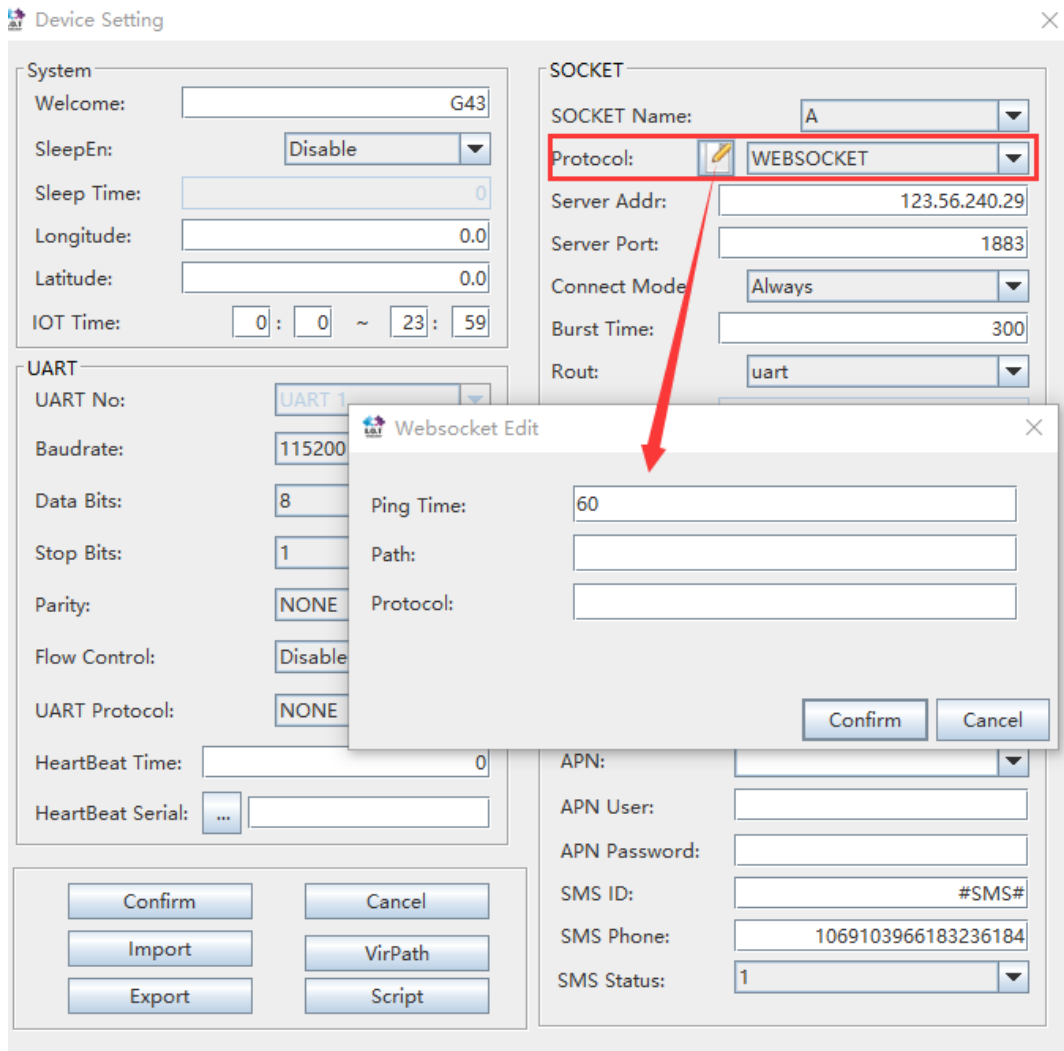 Device Setting
System
Welcome: G43
SleepEn: Disable
Sleep Time: 0
Longitude: 0.0
Latitude: 0.0
IOT Time: 0 : 0 ~ 23 : 59
UART
UART No: UART 1
Baudrate: 115200
Data Bits: 8
Stop Bits: 1
Parity: NONE
Flow Control: Disable
UART Protocol: NONE
HeartBeat Time: 0
HeartBeat Serial: ...
Confirm Cancel
Import VirPath
Export Script
SOCKET
SOCKET Name: A
Protocol: WEBSOCKET
Server Addr: 123.56.240.29
Server Port: 1883
Connect Mode
Burst Time: 300
Always
Rout: uart
Websocket Edit
Ping Time: 60
Path:
Protocol:
Confirm Cancel
APN:
APN User:
APN Password:
SMS ID: #SMS#
SMS Phone: 1069103966183236184
SMS Status: 1